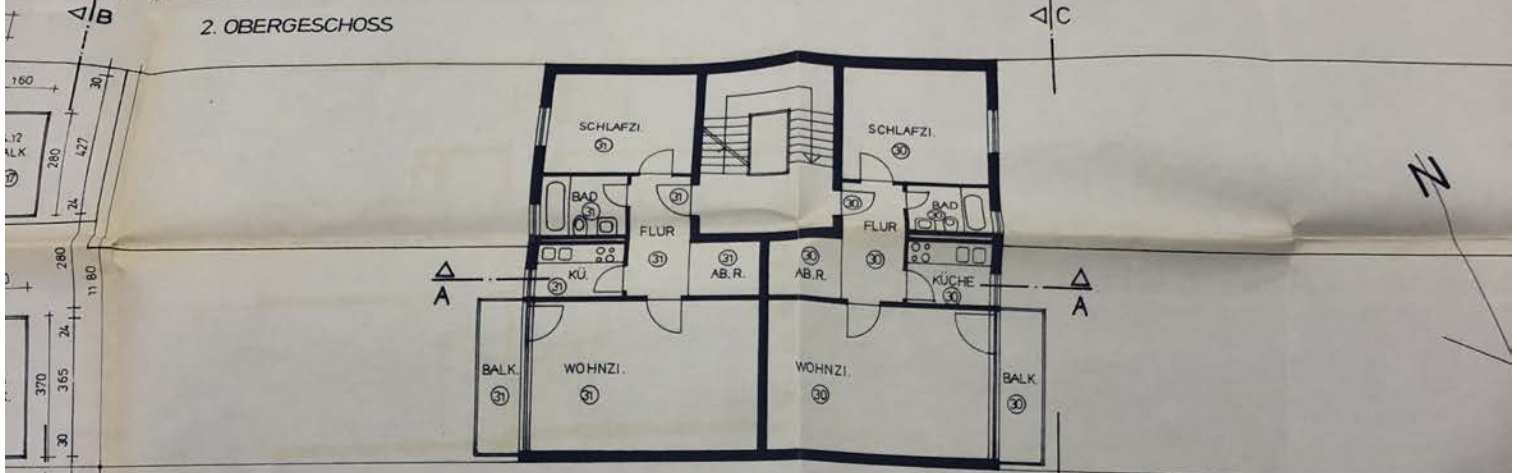 B
2. OBERGESCHOSS
C
160
30
427
280
24
SCHLAFZI.
31
SCHLAFZI.
30
N
BAD
31
31
30
BAD
30
FLUR
31
FLUR
30
280
1180
KÜ.
31
31
AB.R.
30
AB.R.
KÜCHE
30
A
A
24
365
370
30
BALK.
31
WOHNZI.
31
WOHNZI.
30
BALK.
30